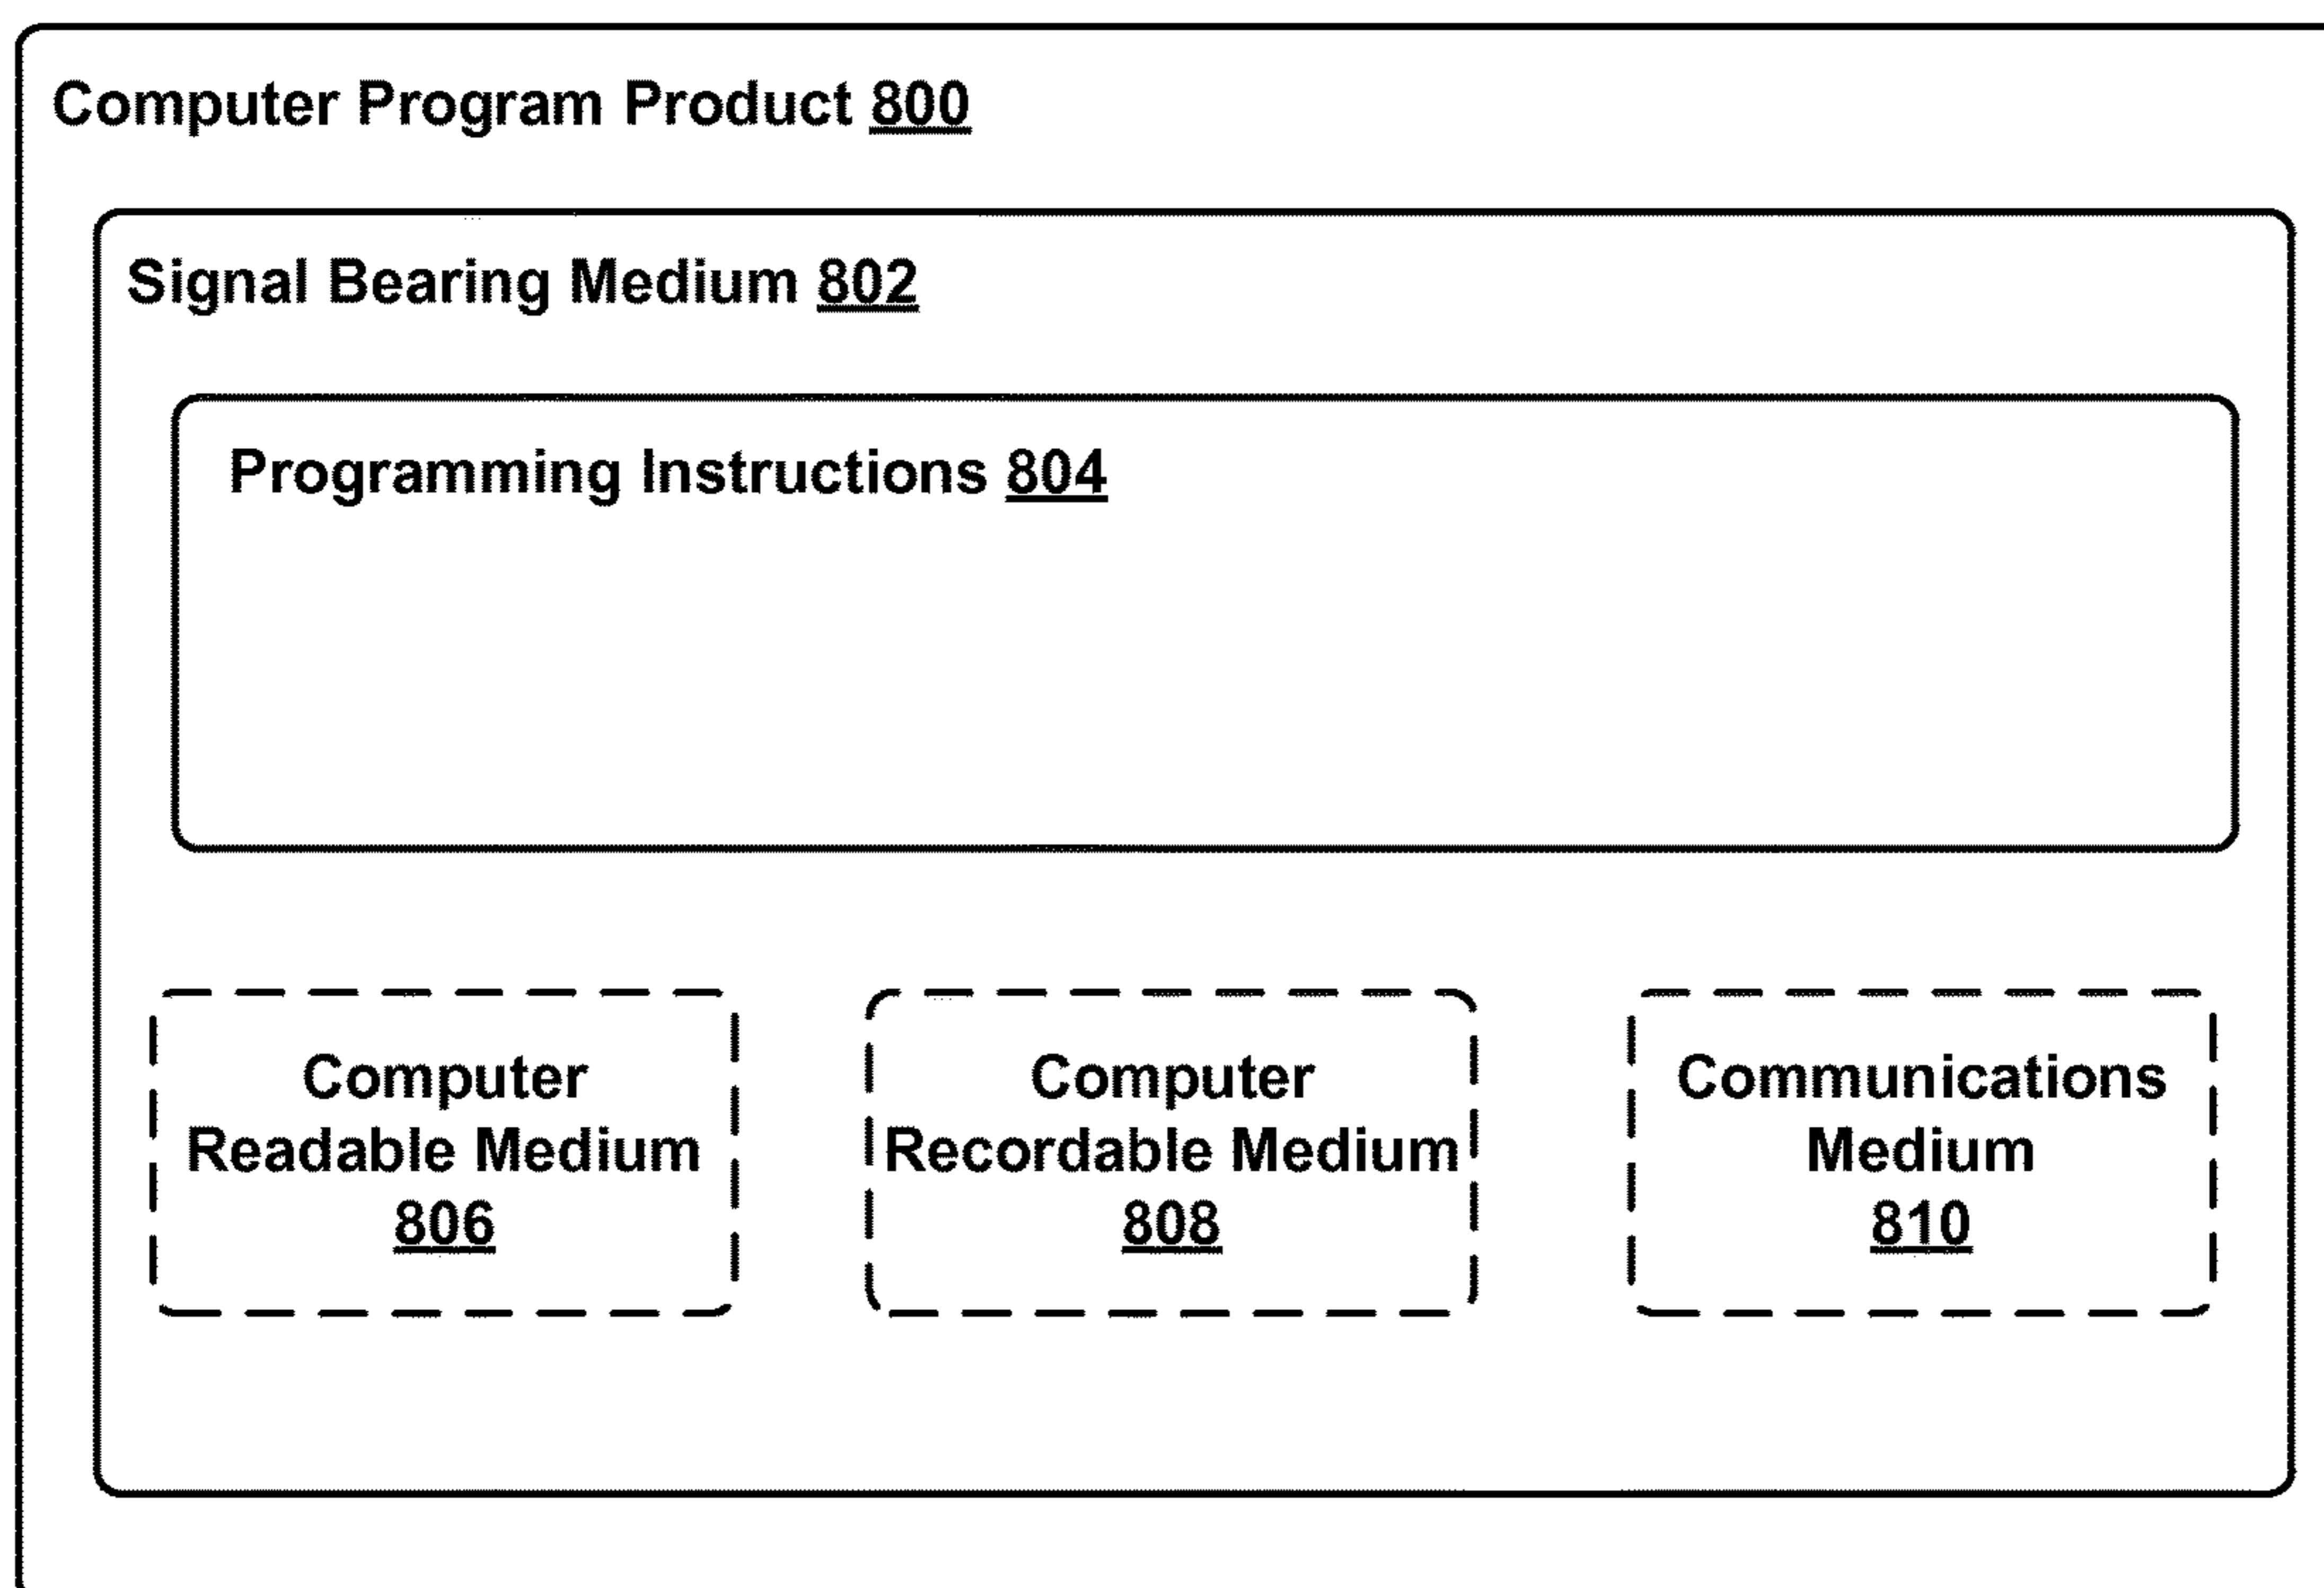 Computer Program Product 800
Signal Bearing Medium 802
Programming Instructions 804
Computer
Readable Medium
806
Computer
Recordable Medium
808
Communications
Medium
810